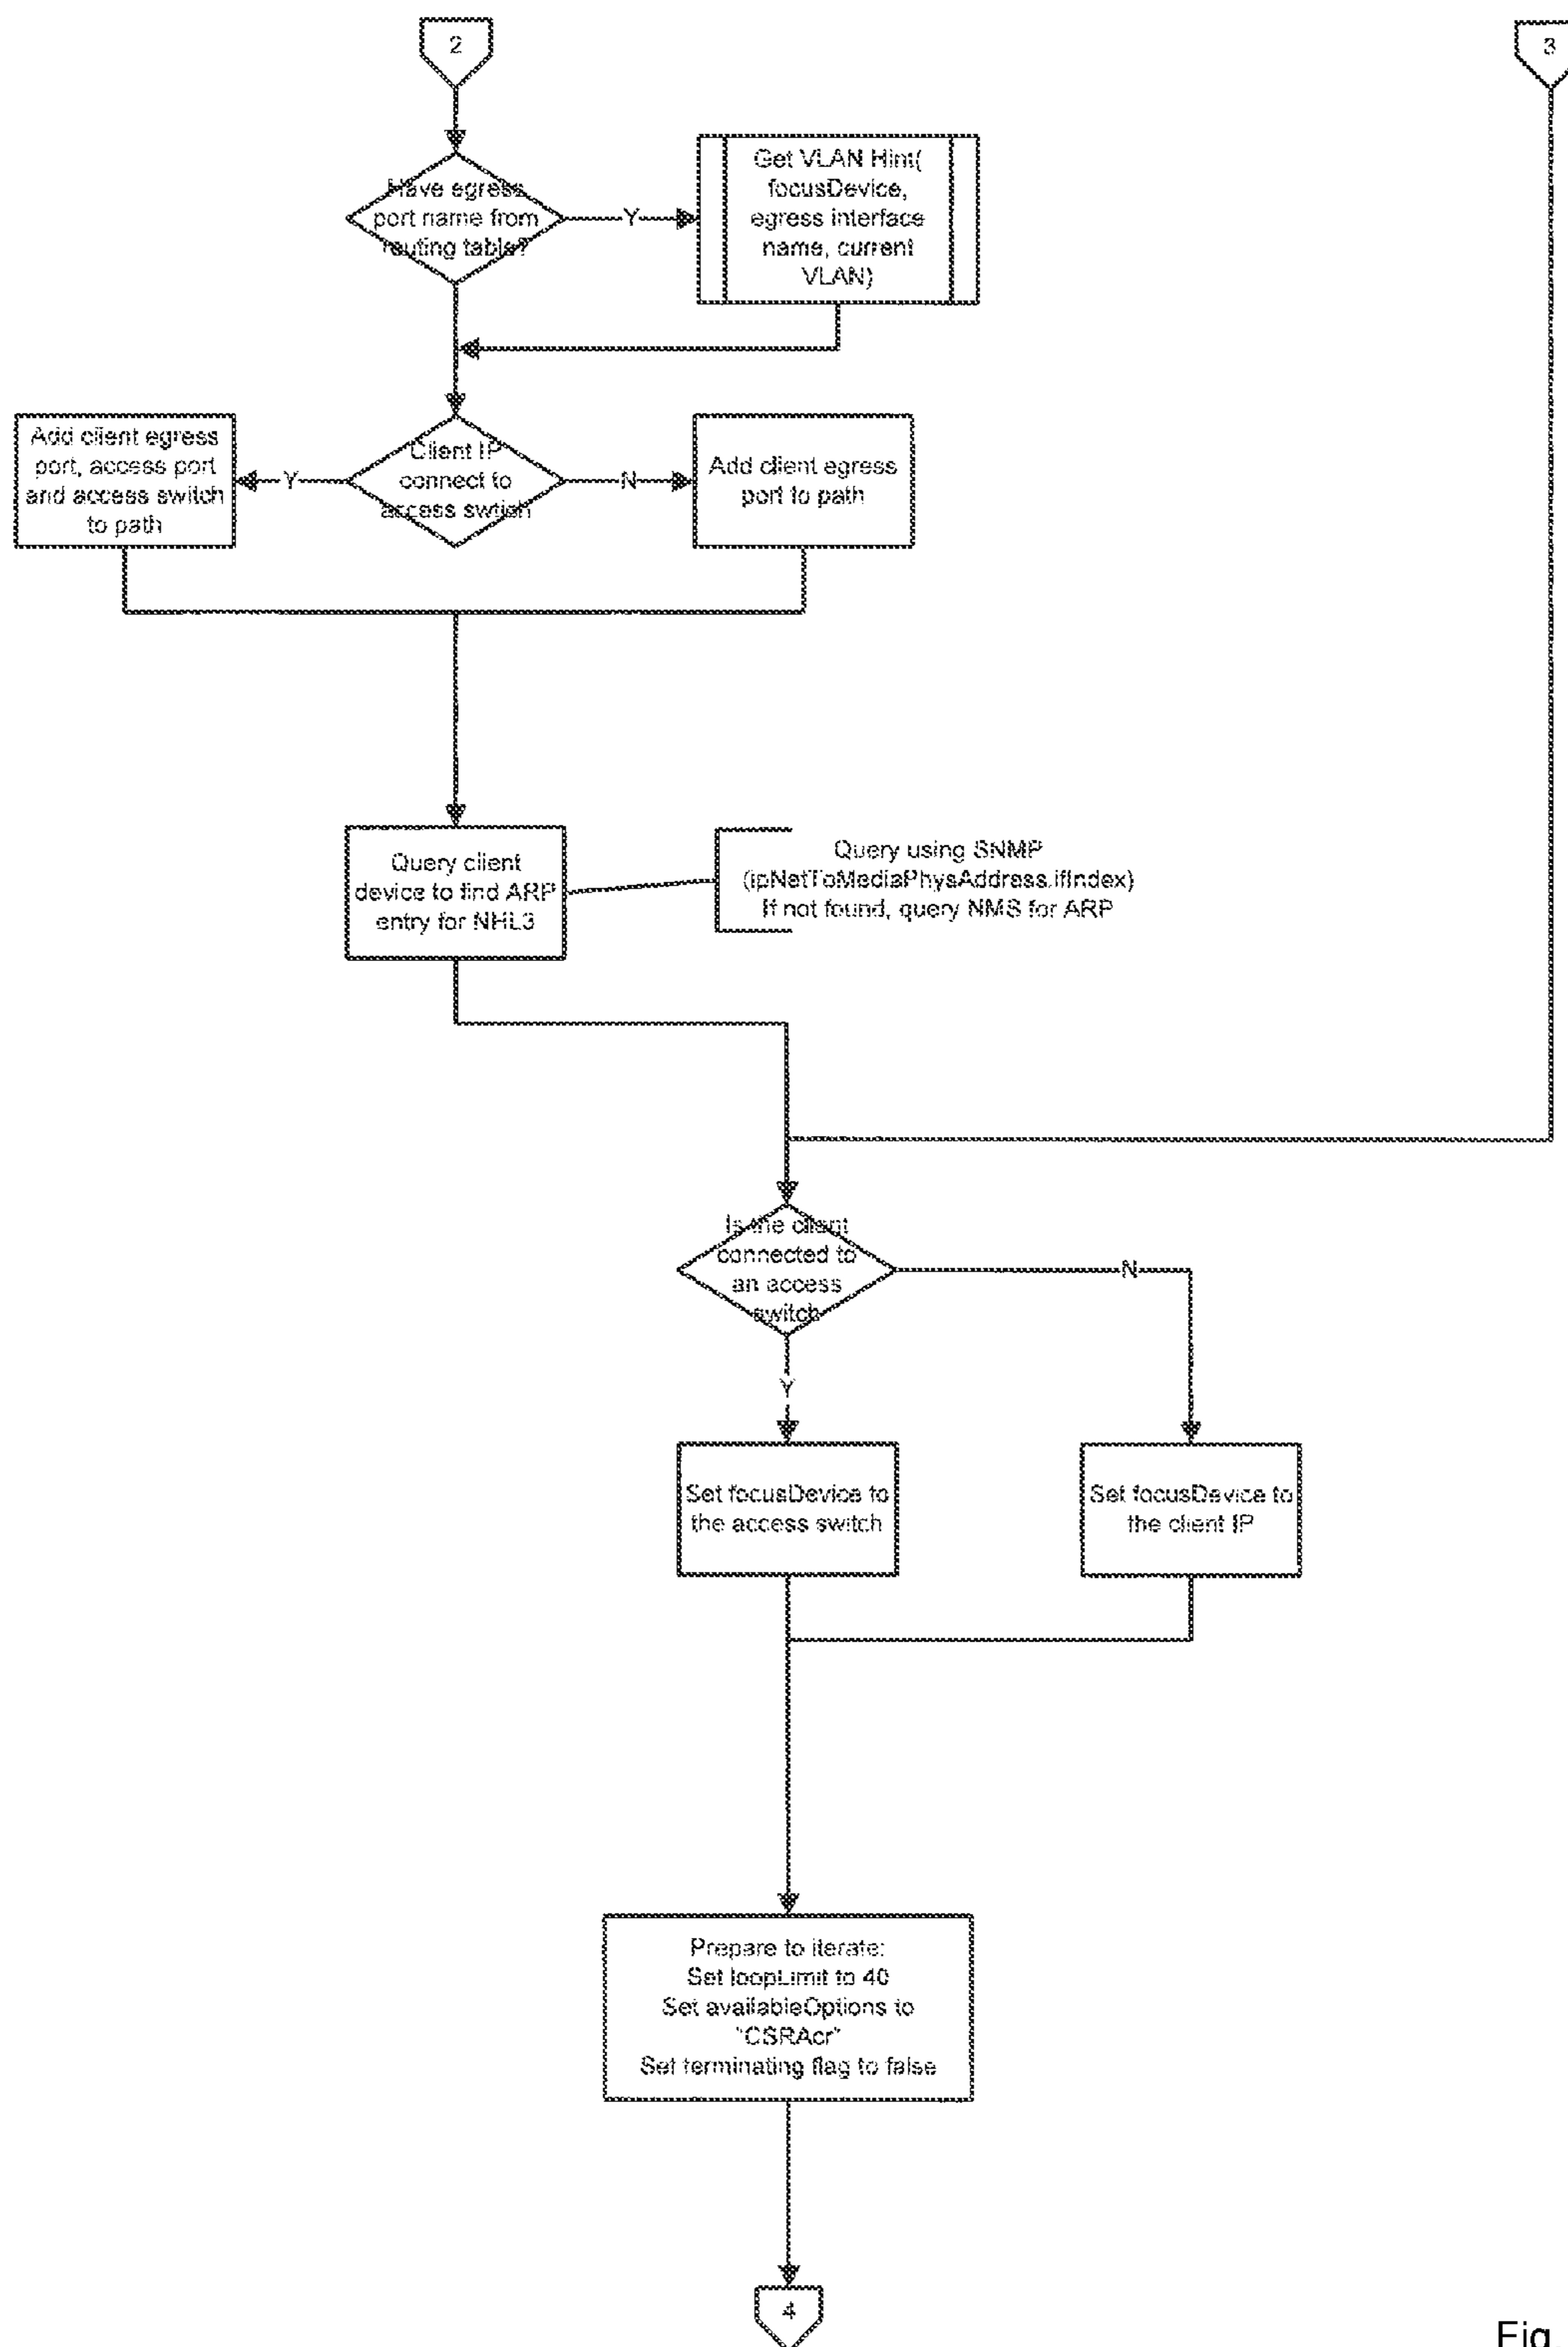 2
3
Have egress
port name from
routing table?
Y
Get VLAN Hint(
focusDevice,
egress interface
name, current
VLAN)
Add client egress
port, access port
and access switch
to path
Y
Client IP
connect to
access swtich
N
Add client egress
port to path
Query client
device to find ARP
entry for NHL3
Query using SNMP
(ipNetToMediaPhysAddress.ifIndex)
If not found, query NMS for ARP
Is the client
connected to
an access
switch
N
Y
Set focusDevice to
the access switch
Set focusDevice to
the client IP
Prepare to iterate:
Set loopLimit to 40
Set availableOptions to
"CSRAcr"
Set terminating flag to false
4
Fig.